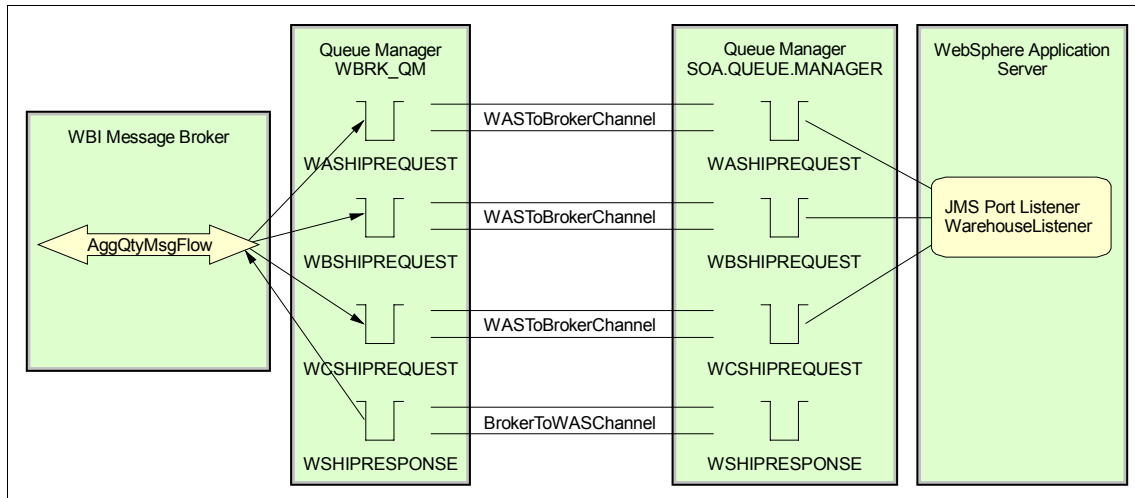 Queue Manager
WBRK_QM
Queue Manager
SOA.QUEUE.MANAGER
WebSphere Application
Server
WBI Message Broker
WASToBrokerChannel
WASHIPREQUEST
WASHIPREQUEST
JMS Port Listener
WarehouseListener
AggQtyMsgFlow
WASToBrokerChannel
WBSHIPREQUEST
WBSHIPREQUEST
WASToBrokerChannel
WCSHIPREQUEST
WCSHIPREQUEST
BrokerToWASChannel
WSHIPRESPONSE
WSHIPRESPONSE